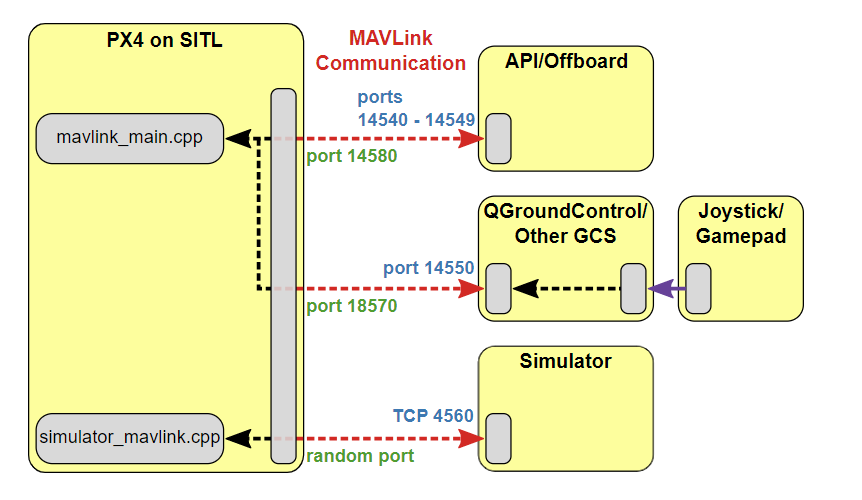 PX4 on SITL
mavlink_main.cpp
simulator_mavlink.cpp
MAVLink
Communication
ports
14540 - 14549
port 14580
port 14550
port 18570
TCP 4560
random port
API/Offboard
QGroundControl/
Other GCS
Joystick/
Gamepad
Simulator